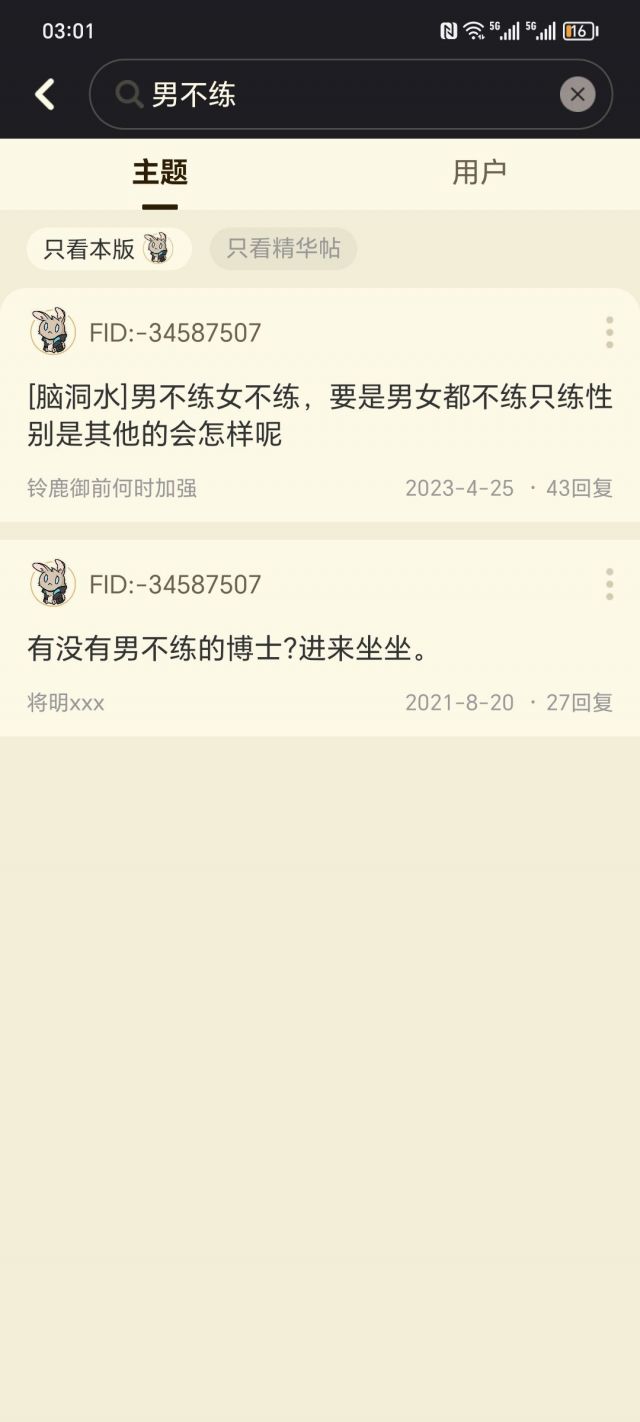 03:01
5G 5G 16
男不练
主题 用户
只看本版 只看精华帖
FID:-34587507
[脑洞水]男不练女不练，要是男女都不练只练性
别是其他的会怎样呢
铃鹿御前何时加强 2023-4-25 · 43回复
FID:-34587507
有没有男不练的博士?进来坐坐。
将明xxx 2021-8-20 · 27回复